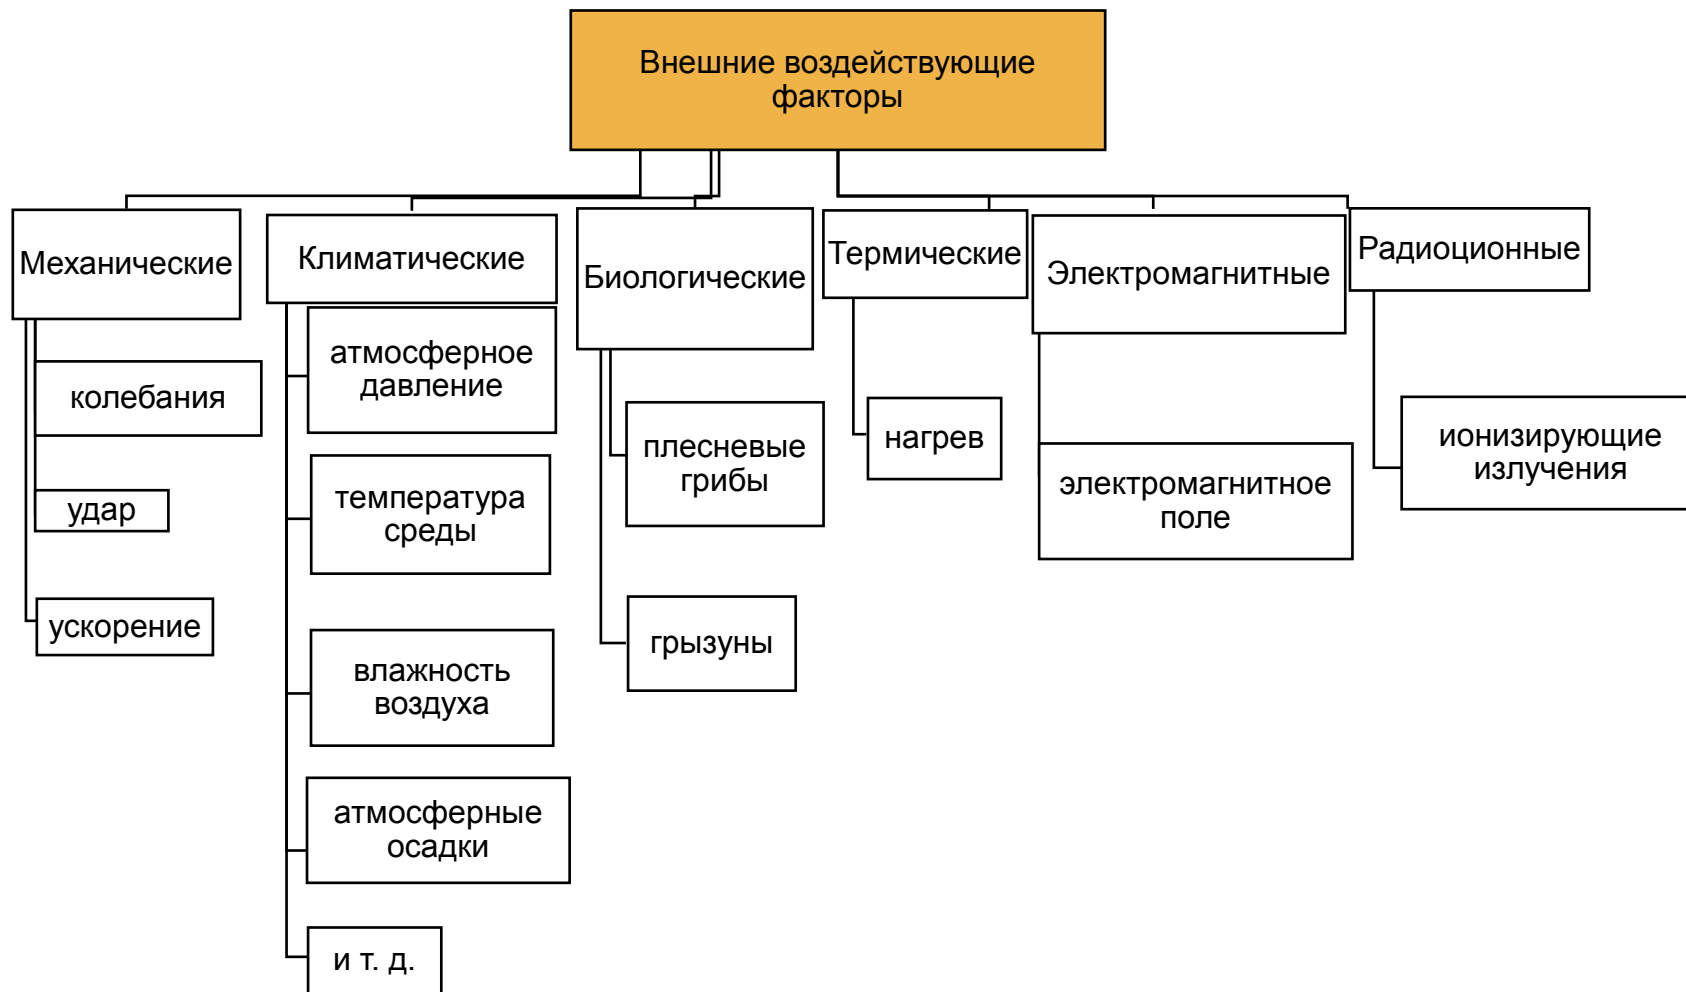 Внешние воздействующие
факторы
Механические
Климатические
Биологические
Термические
Электромагнитные
Радиоционные
колебания
удар
ускорение
атмосферное
давление
температура
среды
влажность
воздуха
атмосферные
осадки
и т. д.
плесневые
грибы
грызуны
нагрев
электромагнитное
поле
ионизирующие
излучения